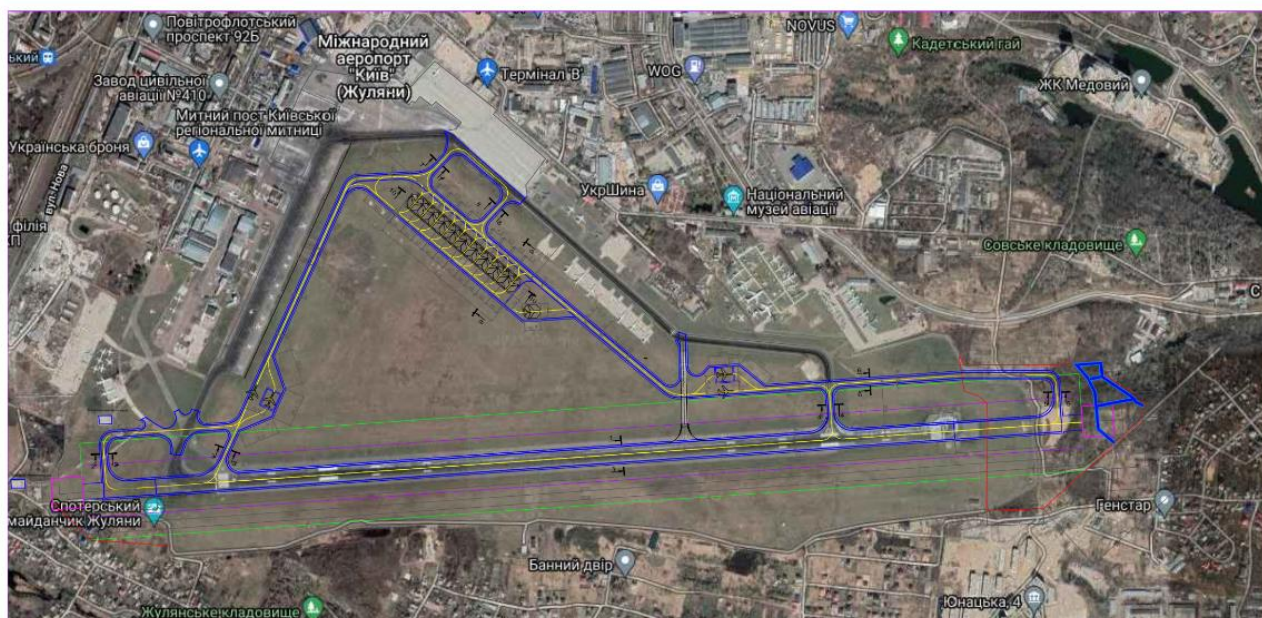 Повітрофлотський
проспект 92Б
ський
Міжнародний
аеропорт
"Київ"
(Жуляни)
Термінал 'B'
NOVUS
Кадетський гай
WOG
ЖК Медовий
Завод цивільної
авіації №410
Митний пост Київської
регіональної митниці
Українська броня
вул. Нова
філія
УкрШина
Національний
музей авіації
Совське кладовище
С
Спотерський
майданчик Жуляни
Генстар
Банний двір
Юнацька, 4
Жулянське кладовище